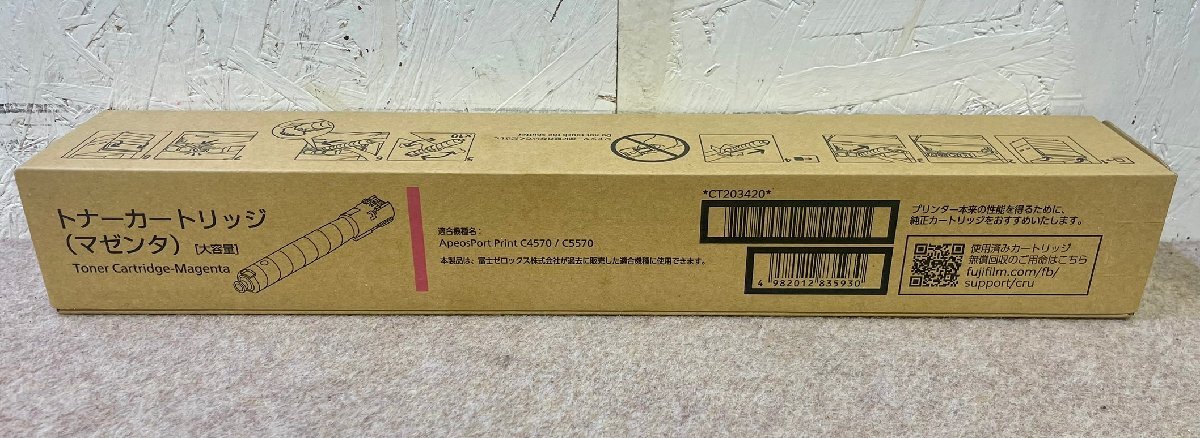 ×10
Do not touch the shutter.
トナーカートリッジ
（マゼンタ） [大容量]
Toner Cartridge-Magenta
適合機種名：
ApeosPort Print C4570 / C5570
本製品は、富士ゼロックス株式会社が過去に販売した適合機種に使用できます。
*CT203420*
4 982012 835930
プリンター本来の性能を得るために、
純正カートリッジをおすすめいたします。
使用済みカートリッジ
無償回収のご用命はこちら
fujifilm.com/fb/
support/cru